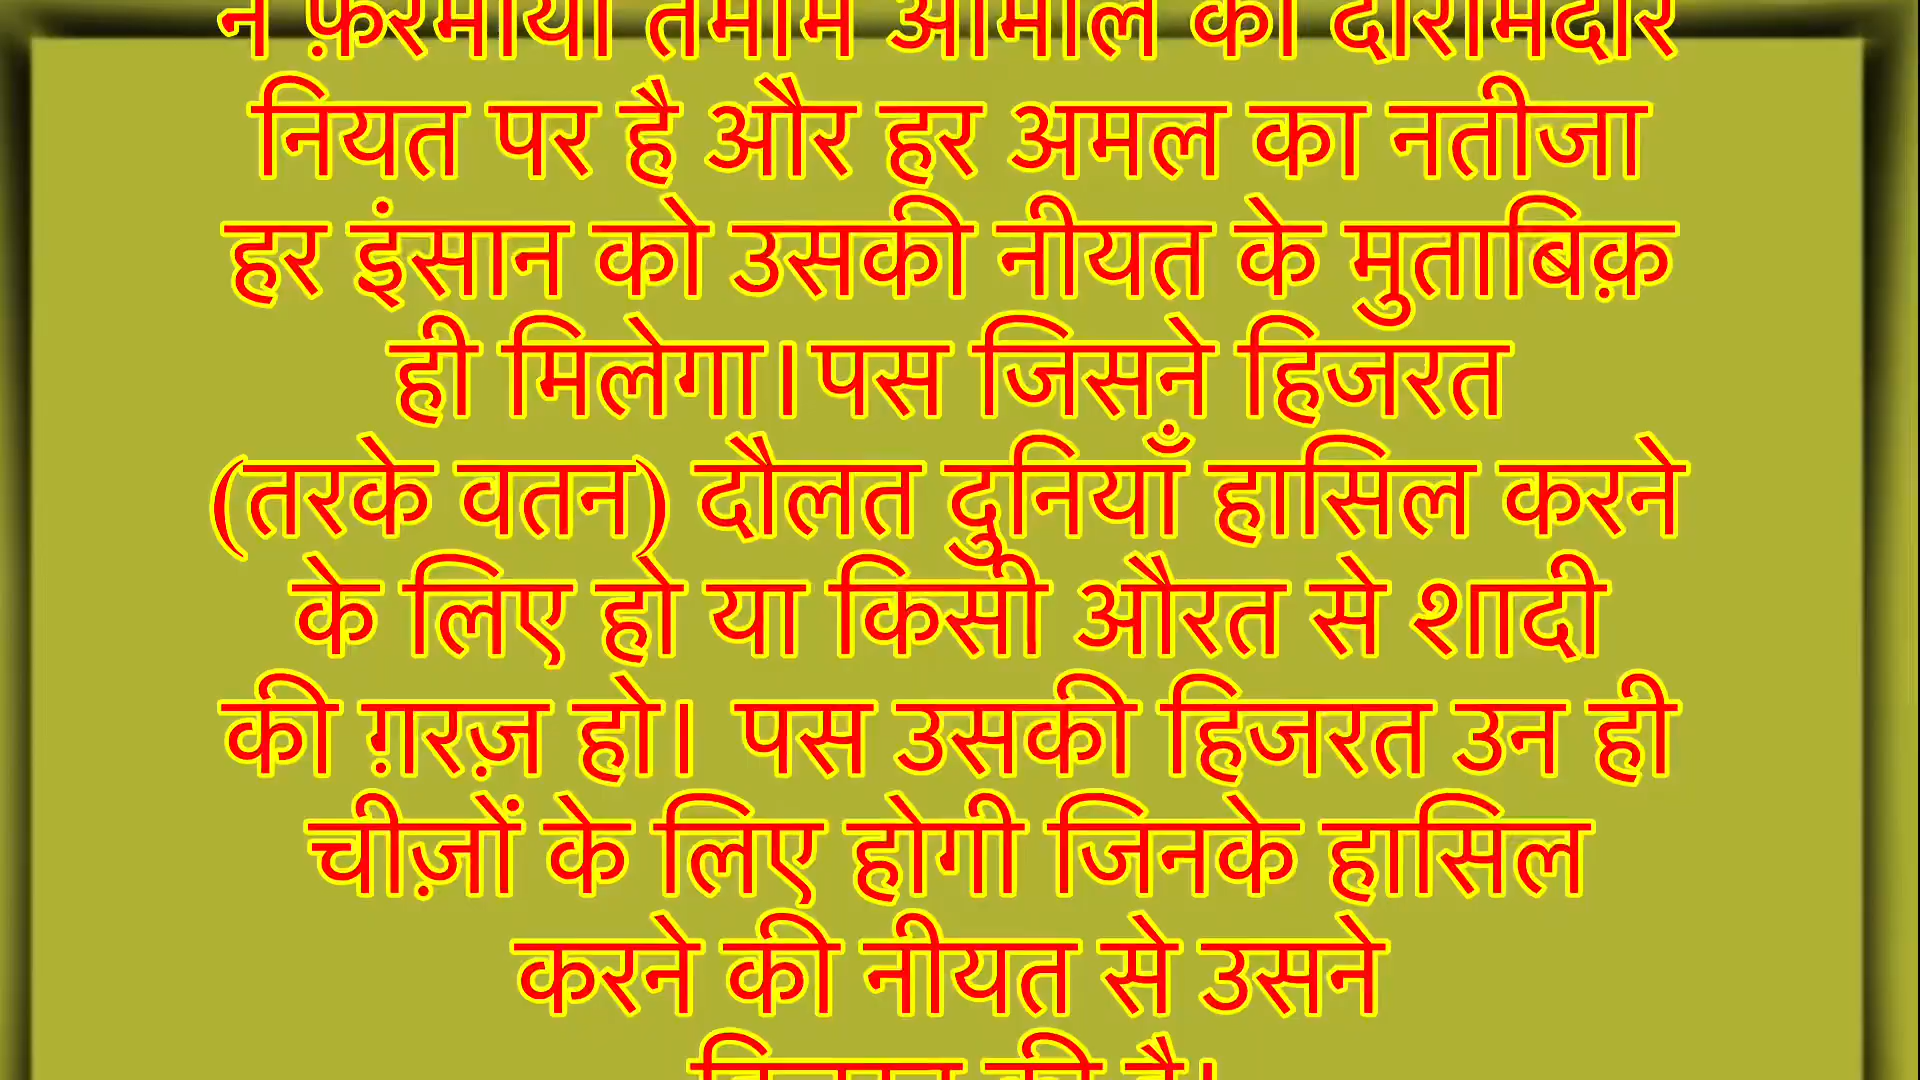 ने फ़रमाया तमाम आमाल का दारोमदार
नियत पर है और हर अमल का नतीजा
हर इंसान को उसकी नीयत के मुताबिक़
ही मिलेगा।पस जिसने हिजरत
(तरके वतन) दौलत दुनियाँ हासिल करने
के लिए हो या किसी औरत से शादी
की ग़रज़ हो। पस उसकी हिजरत उन ही
चीज़ों के लिए होगी जिनके हासिल
करने की नीयत से उसने
हिजरत की है।